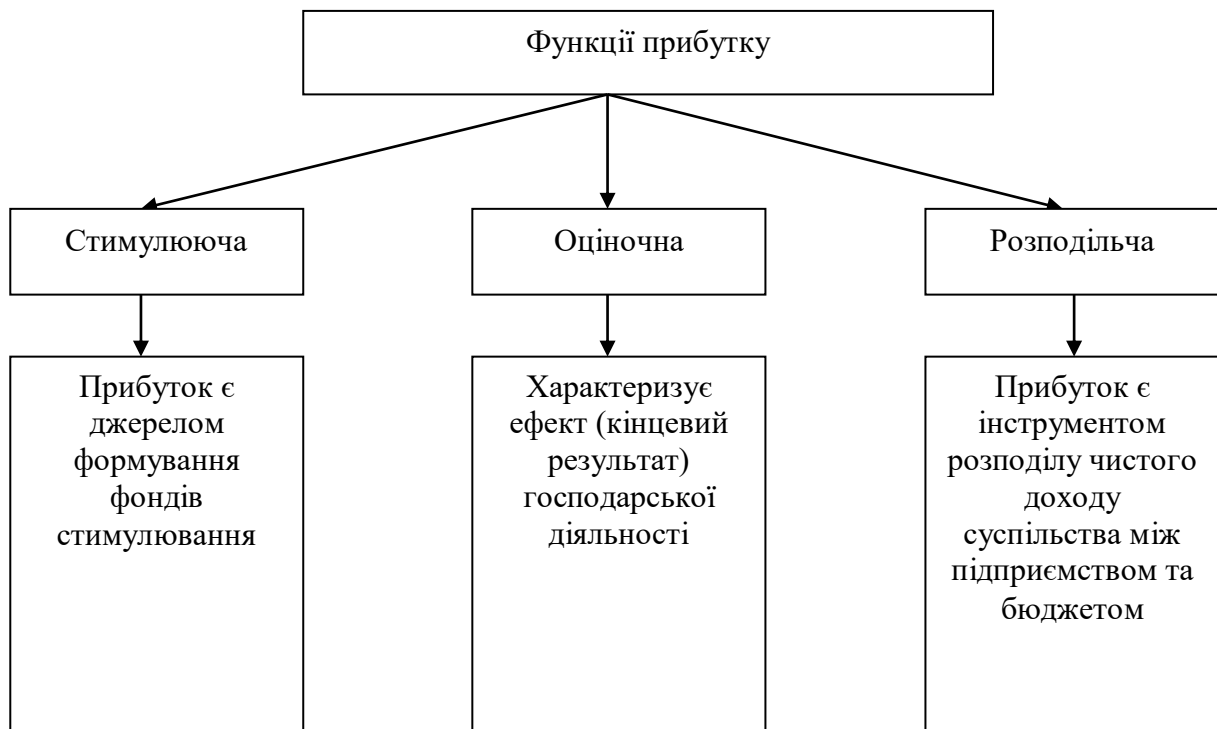 Функції прибутку
Стимулююча
Оціночна
Розподільча
Прибуток є
джерелом
формування
фондів
стимулювання
Характеризує
ефект (кінцевий
результат)
господарської
діяльності
Прибуток є
інструментом
розподілу чистого
доходу
суспільства між
підприємством та
бюджетом